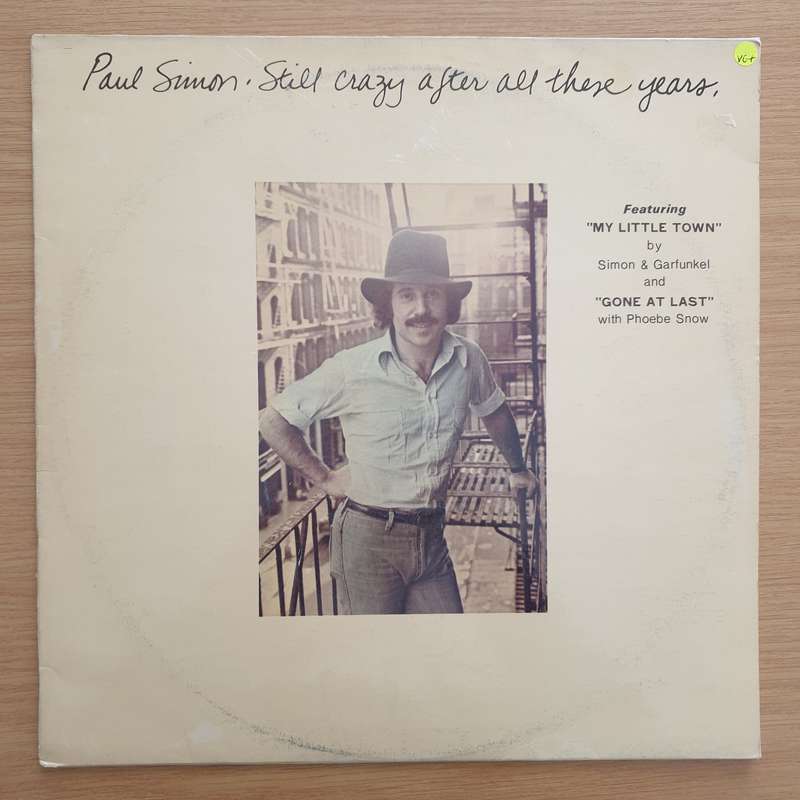 Paul Simon. Still crazy after all these years.
VG+
Featuring
"MY LITTLE TOWN"
by
Simon & Garfunkel
and
"GONE AT LAST"
with Phoebe Snow